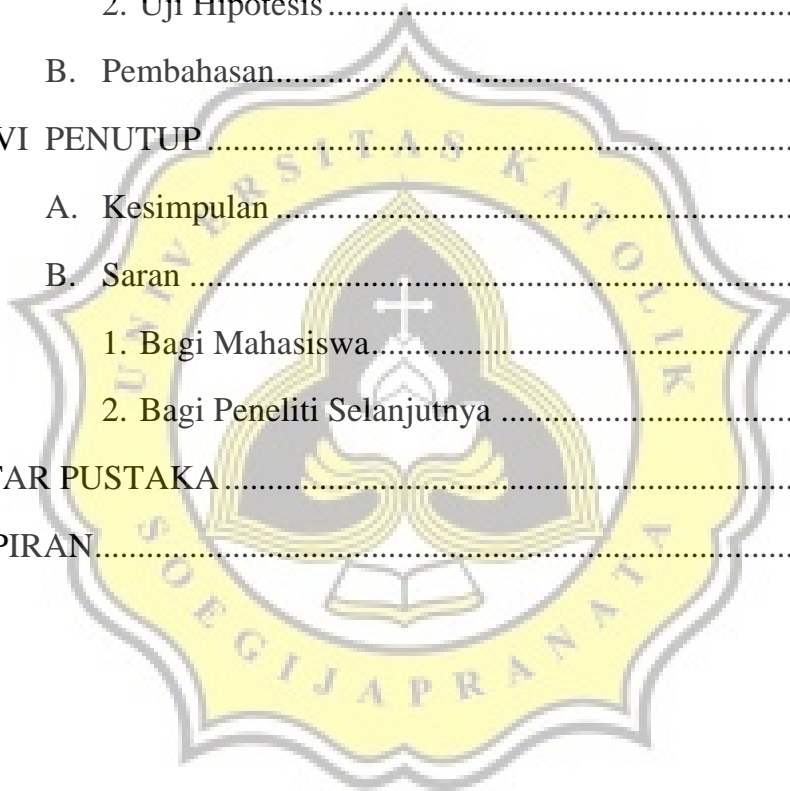 2. Uji Hipotesis ........................................................
B. Pembahasan ........................................................
VI PENUTUP ........................................................
A. Kesimpulan ........................................................
B. Saran ........................................................
1. Bagi Mahasiswa ........................................................
2. Bagi Peneliti Selanjutnya ........................................................
TAR PUSTAKA ........................................................
PIRAN ........................................................
UNIVERSITAS KATOLIK
SOEGIJAPRANATA